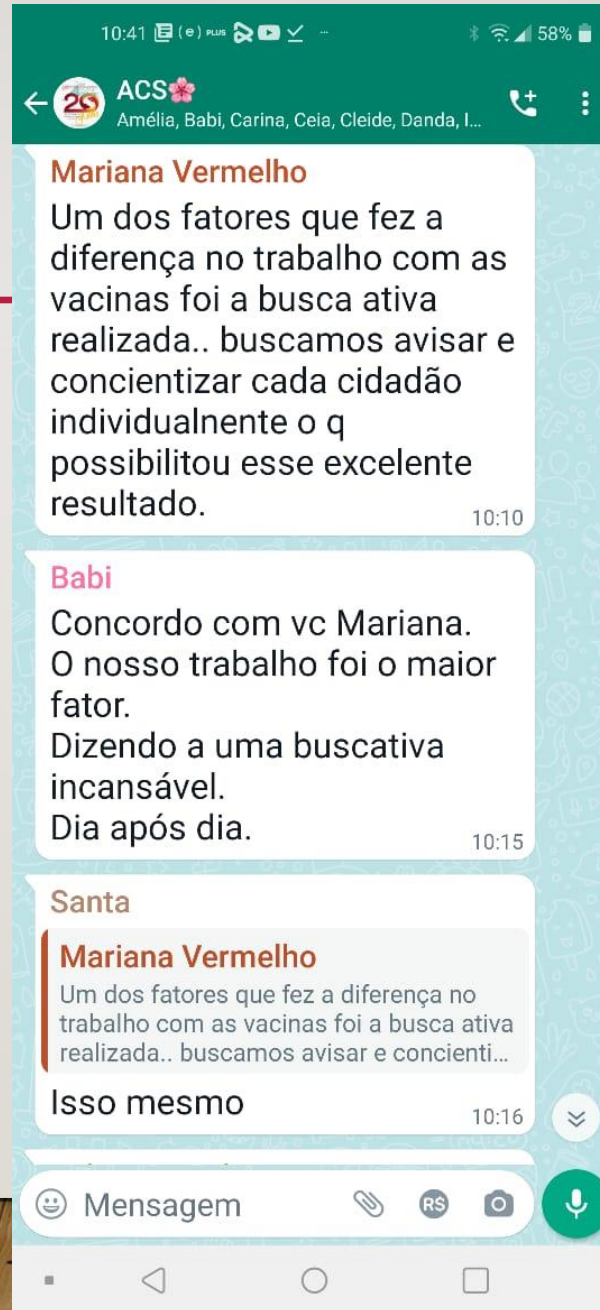 10:41 (e) PLUS 58%
20 ACS🌸
Amélia, Babi, Carina, Ceia, Cleide, Danda, I...
Mariana Vermelho
Um dos fatores que fez a
diferença no trabalho com as
vacinas foi a busca ativa
realizada.. buscamos avisar e
concientizar cada cidadão
individualnente o q
possibilitou esse excelente
resultado.
10:10
Babi
Concordo com vc Mariana.
O nosso trabalho foi o maior
fator.
Dizendo a uma buscativa
incansável.
Dia após dia.
10:15
Santa
Mariana Vermelho
Um dos fatores que fez a diferença no
trabalho com as vacinas foi a busca ativa
realizada.. buscamos avisar e concienti...
Isso mesmo
10:16
Mensagem R$